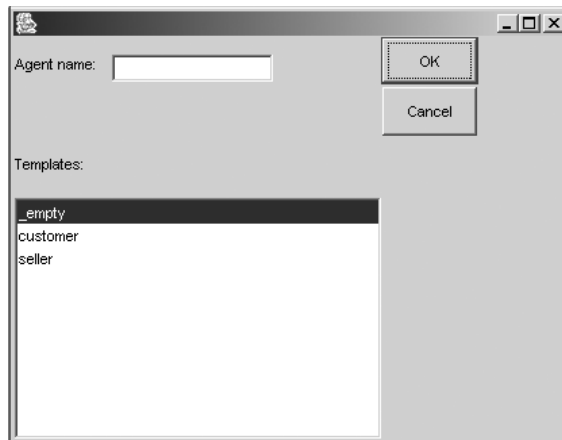 Agent name:
OK
Cancel
Templates:
_empty
customer
seller